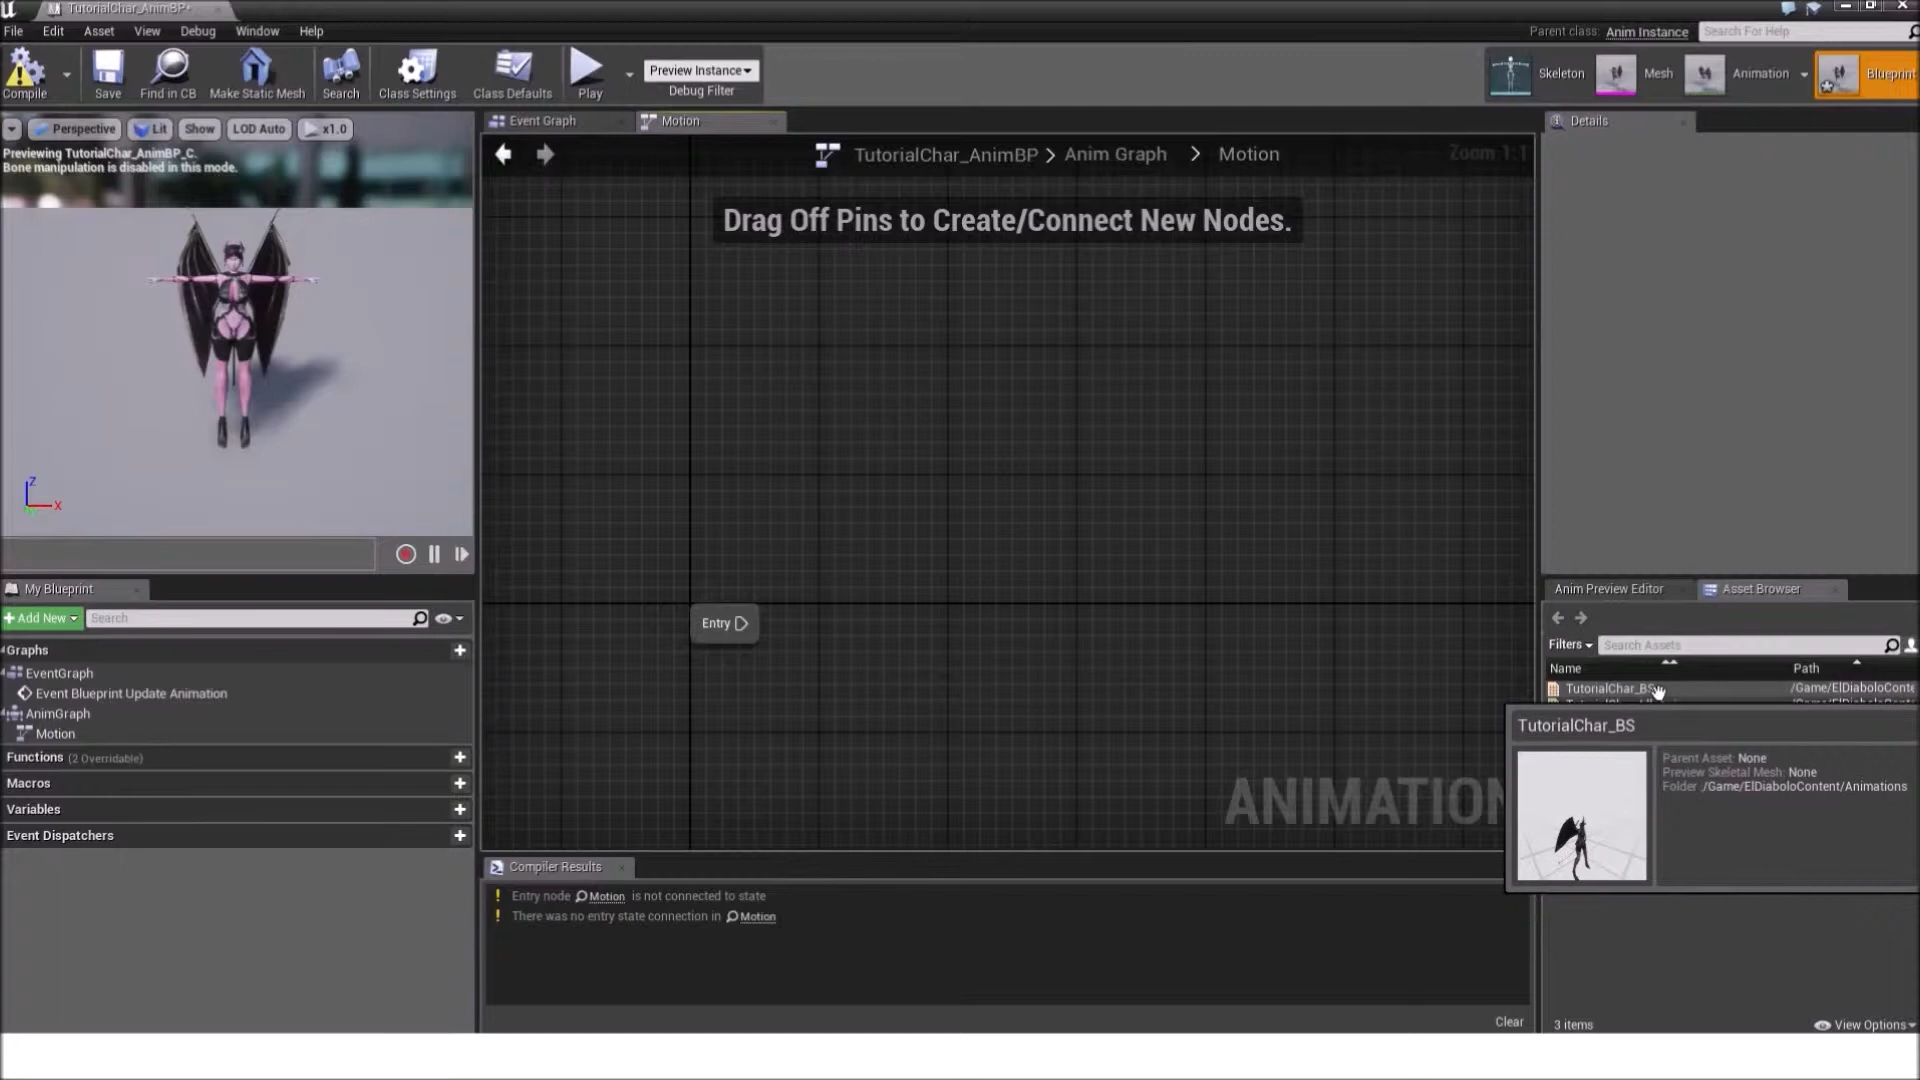 TutorialChar_AnimBP*
File Edit Asset View Debug Window Help
Parent class: Anim Instance Search For Help
Compile Save Find in CB Make Static Mesh Search Class Settings Class Defaults Play
Preview Instance
Debug Filter
Skeleton Mesh Animation Blueprint
Perspective Lit Show LOD Auto x1.0
Previewing TutorialChar_AnimBP_C.
Bone manipulation is disabled in this mode.
Z
X
Event Graph Motion
TutorialChar_AnimBP > Anim Graph > Motion
Zoom 1:1
Drag Off Pins to Create/Connect New Nodes.
Entry
ANIMATION
Details
My Blueprint
+ Add New Search
Graphs
EventGraph
Event Blueprint Update Animation
AnimGraph
Motion
Functions (2 Overridable)
Macros
Variables
Event Dispatchers
Compiler Results
! Entry node Motion is not connected to state
! There was no entry state connection in Motion
Clear
Anim Preview Editor Asset Browser
Filters Search Assets
Name Path
TutorialChar_BS /Game/ElDiaboloConte
TutorialChar_BS
Parent Asset: None
Preview Skeletal Mesh: None
Folder :/Game/ElDiaboloContent/Animations
3 items View Options